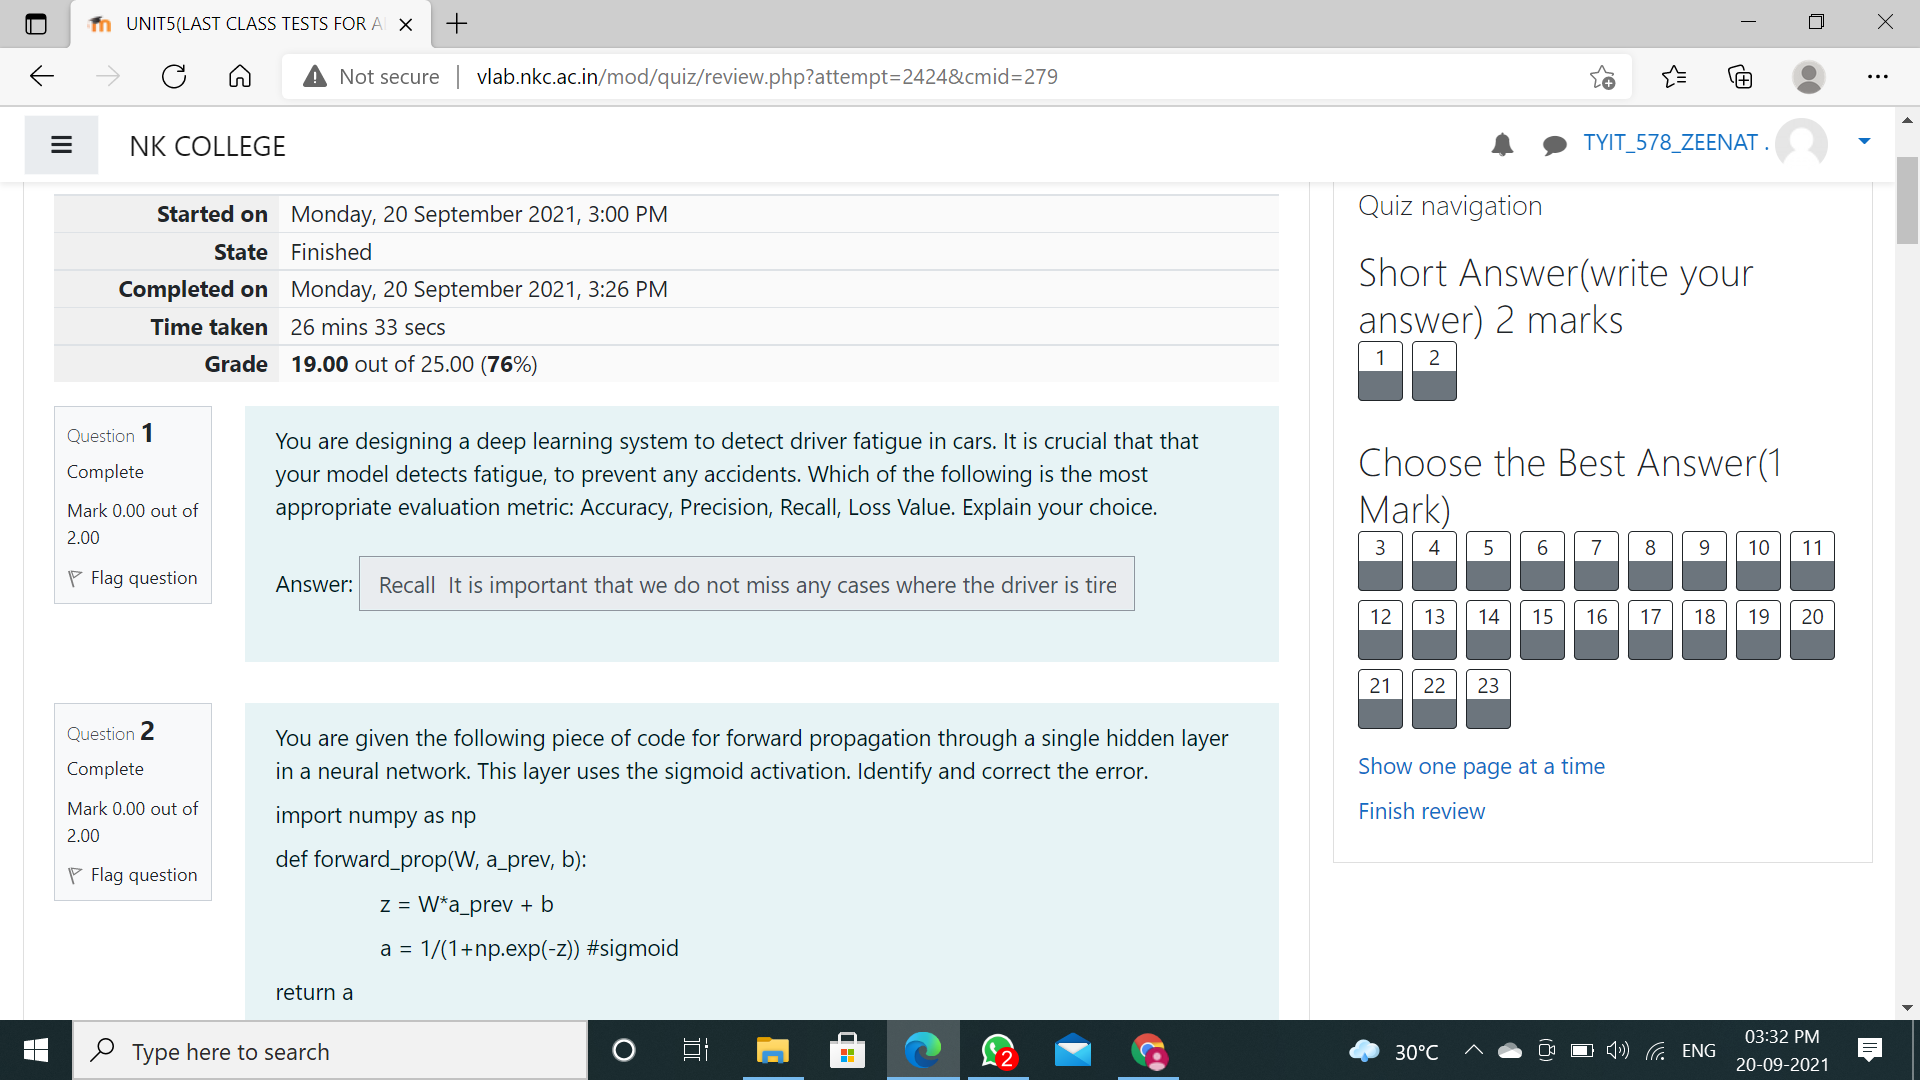 UNIT5(LAST CLASS TESTS FOR A
Not secure
vlab.nkc.ac.in/mod/quiz/review.php?attempt=2424&cmid=279
NK COLLEGE
TYIT_578_ZEENAT .
Started on Monday, 20 September 2021, 3:00 PM
State Finished
Completed on Monday, 20 September 2021, 3:26 PM
Time taken 26 mins 33 secs
Grade 19.00 out of 25.00 (76%)
Question 1
Complete
Mark 0.00 out of
2.00
Flag question
You are designing a deep learning system to detect driver fatigue in cars. It is crucial that that
your model detects fatigue, to prevent any accidents. Which of the following is the most
appropriate evaluation metric: Accuracy, Precision, Recall, Loss Value. Explain your choice.
Answer: Recall It is important that we do not miss any cases where the driver is tire
Question 2
Complete
Mark 0.00 out of
2.00
Flag question
You are given the following piece of code for forward propagation through a single hidden layer
in a neural network. This layer uses the sigmoid activation. Identify and correct the error.
import numpy as np
def forward_prop(W, a_prev, b):
z = W*a_prev + b
a = 1/(1+np.exp(-z)) #sigmoid
return a
Quiz navigation
Short Answer(write your
answer) 2 marks
1 2
Choose the Best Answer(1
Mark)
3 4 5 6 7 8 9 10 11
12 13 14 15 16 17 18 19 20
21 22 23
Show one page at a time
Finish review
Type here to search
2
30°C
ENG
03:32 PM
20-09-2021